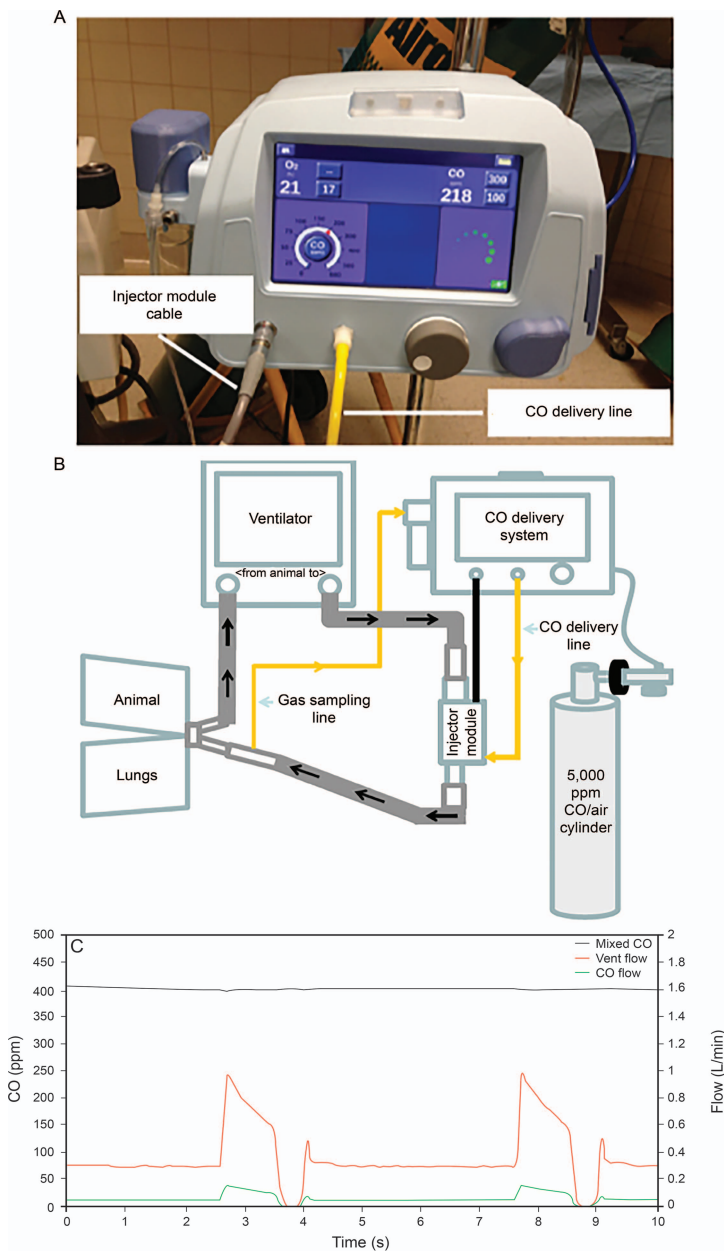 A
Airg
O₂
21
17
CO
218
300
100
CO
Injector module
cable
CO delivery line
B
Ventilator
<from animal to>
CO delivery
system
CO delivery
line
Gas sampling
line
Animal
Lungs
Injector
module
5,000
ppm
CO/air
cylinder
C
Mixed CO
Vent flow
CO flow
500
450
400
350
300
250
200
150
100
50
0
CO (ppm)
2
1.8
1.6
1.4
1.2
1
0.8
0.6
0.4
0.2
0
Flow (L/min)
0
1
2
3
4
5
6
7
8
9
10
Time (s)